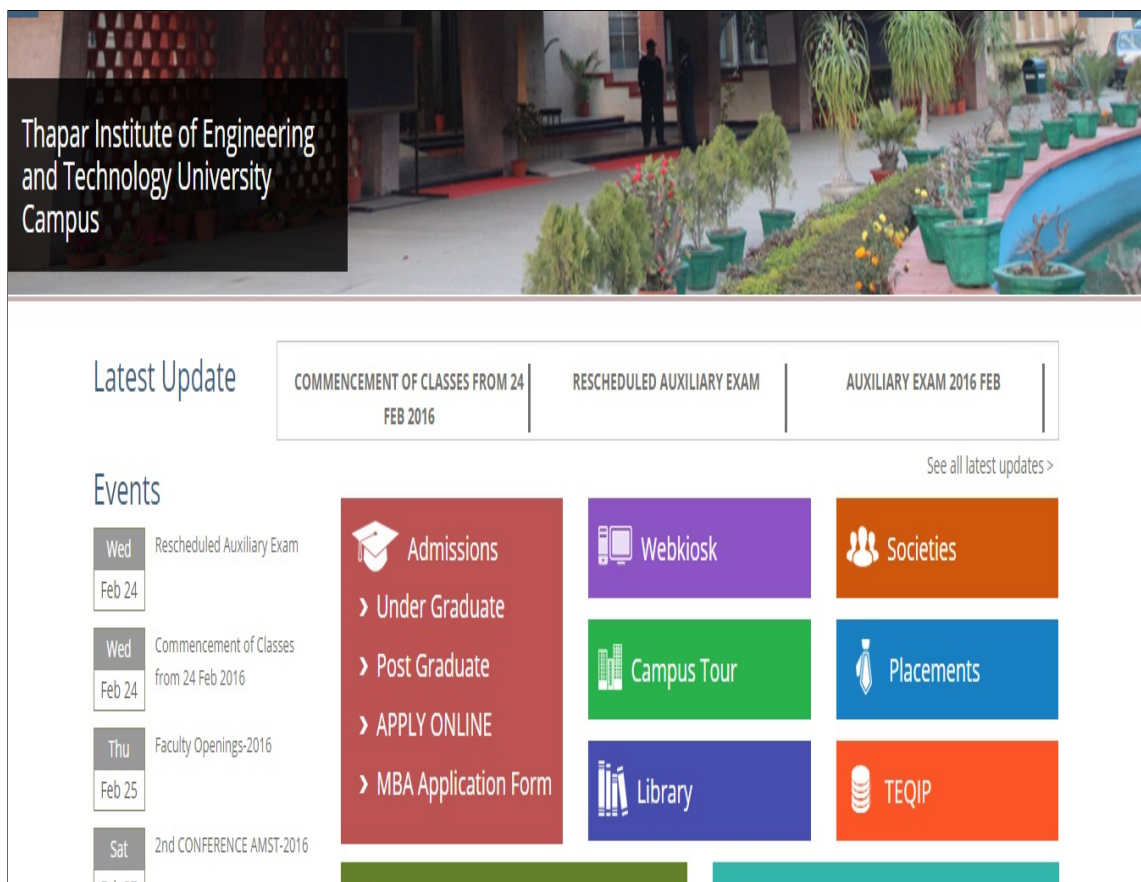 Thapar Institute of Engineering
and Technology University
Campus
Latest Update
COMMENCEMENT OF CLASSES FROM 24
FEB 2016
RESCHEDULED AUXILIARY EXAM
AUXILIARY EXAM 2016 FEB
See all latest updates >
Events
Wed
Feb 24
Rescheduled Auxiliary Exam
Wed
Feb 24
Commencement of Classes
from 24 Feb 2016
Thu
Feb 25
Faculty Openings-2016
Sat
2nd CONFERENCE AMST-2016
Admissions
› Under Graduate
› Post Graduate
› APPLY ONLINE
› MBA Application Form
Webkiosk
Societies
Campus Tour
Placements
Library
TEQIP